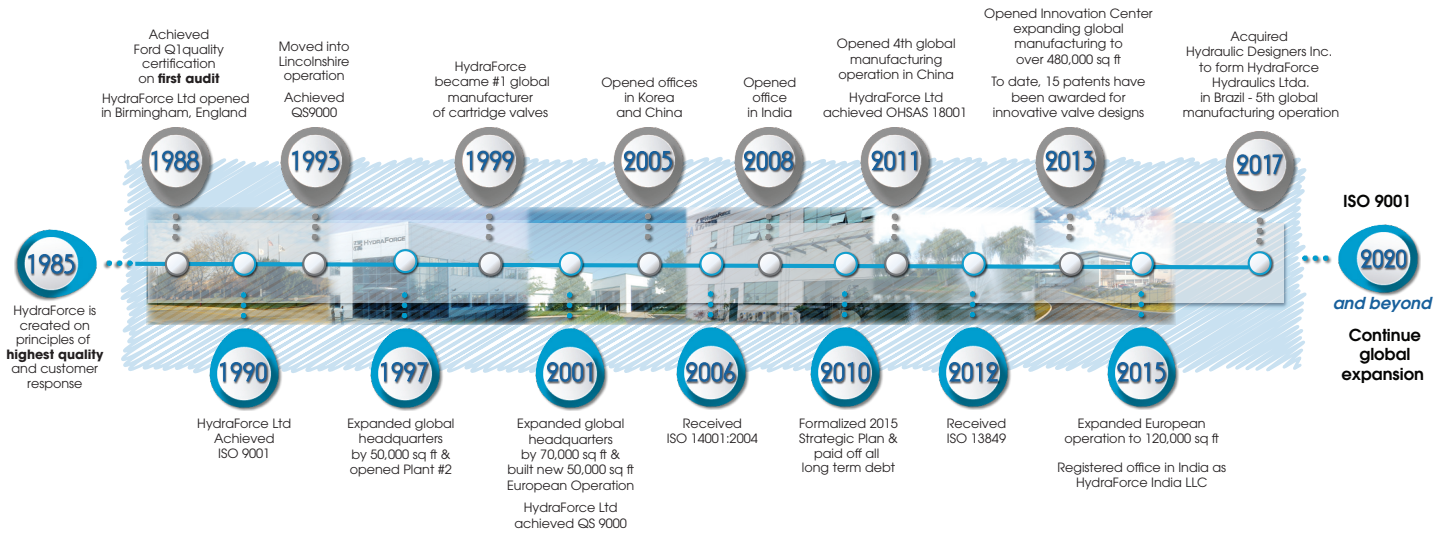 1985
HydraForce is
created on
principles of
highest quality
and customer
response
Achieved
Ford Q1quality
certification
on first audit
HydraForce Ltd opened
in Birmingham, England
1988
1990
HydraForce Ltd
Achieved
ISO 9001
Moved into
Lincolnshire
operation
Achieved
QS9000
1993
1997
Expanded global
headquarters
by 50,000 sq ft &
opened Plant #2
HydraForce
became #1 global
manufacturer
of cartridge valves
1999
2001
Expanded global
headquarters
by 70,000 sq ft &
built new 50,000 sq ft
European Operation
HydraForce Ltd
achieved QS 9000
Opened offices
in Korea
and China
2005
2006
Received
ISO 14001:2004
Opened
office
in India
2008
2010
Formalized 2015
Strategic Plan &
paid off all
long term debt
Opened 4th global
manufacturing
operation in China
HydraForce Ltd
achieved OHSAS 18001
2011
2012
Received
ISO 13849
Opened Innovation Center
expanding global
manufacturing to
over 480,000 sq ft
To date, 15 patents have
been awarded for
innovative valve designs
2013
2015
Expanded European
operation to 120,000 sq ft
Registered office in India as
HydraForce India LLC
Acquired
Hydraulic Designers Inc.
to form HydraForce
Hydraulics Ltda.
in Brazil - 5th global
manufacturing operation
2017
ISO 9001
2020
and beyond
Continue
global
expansion
HYDRAFORCE
HYDRAFORCE